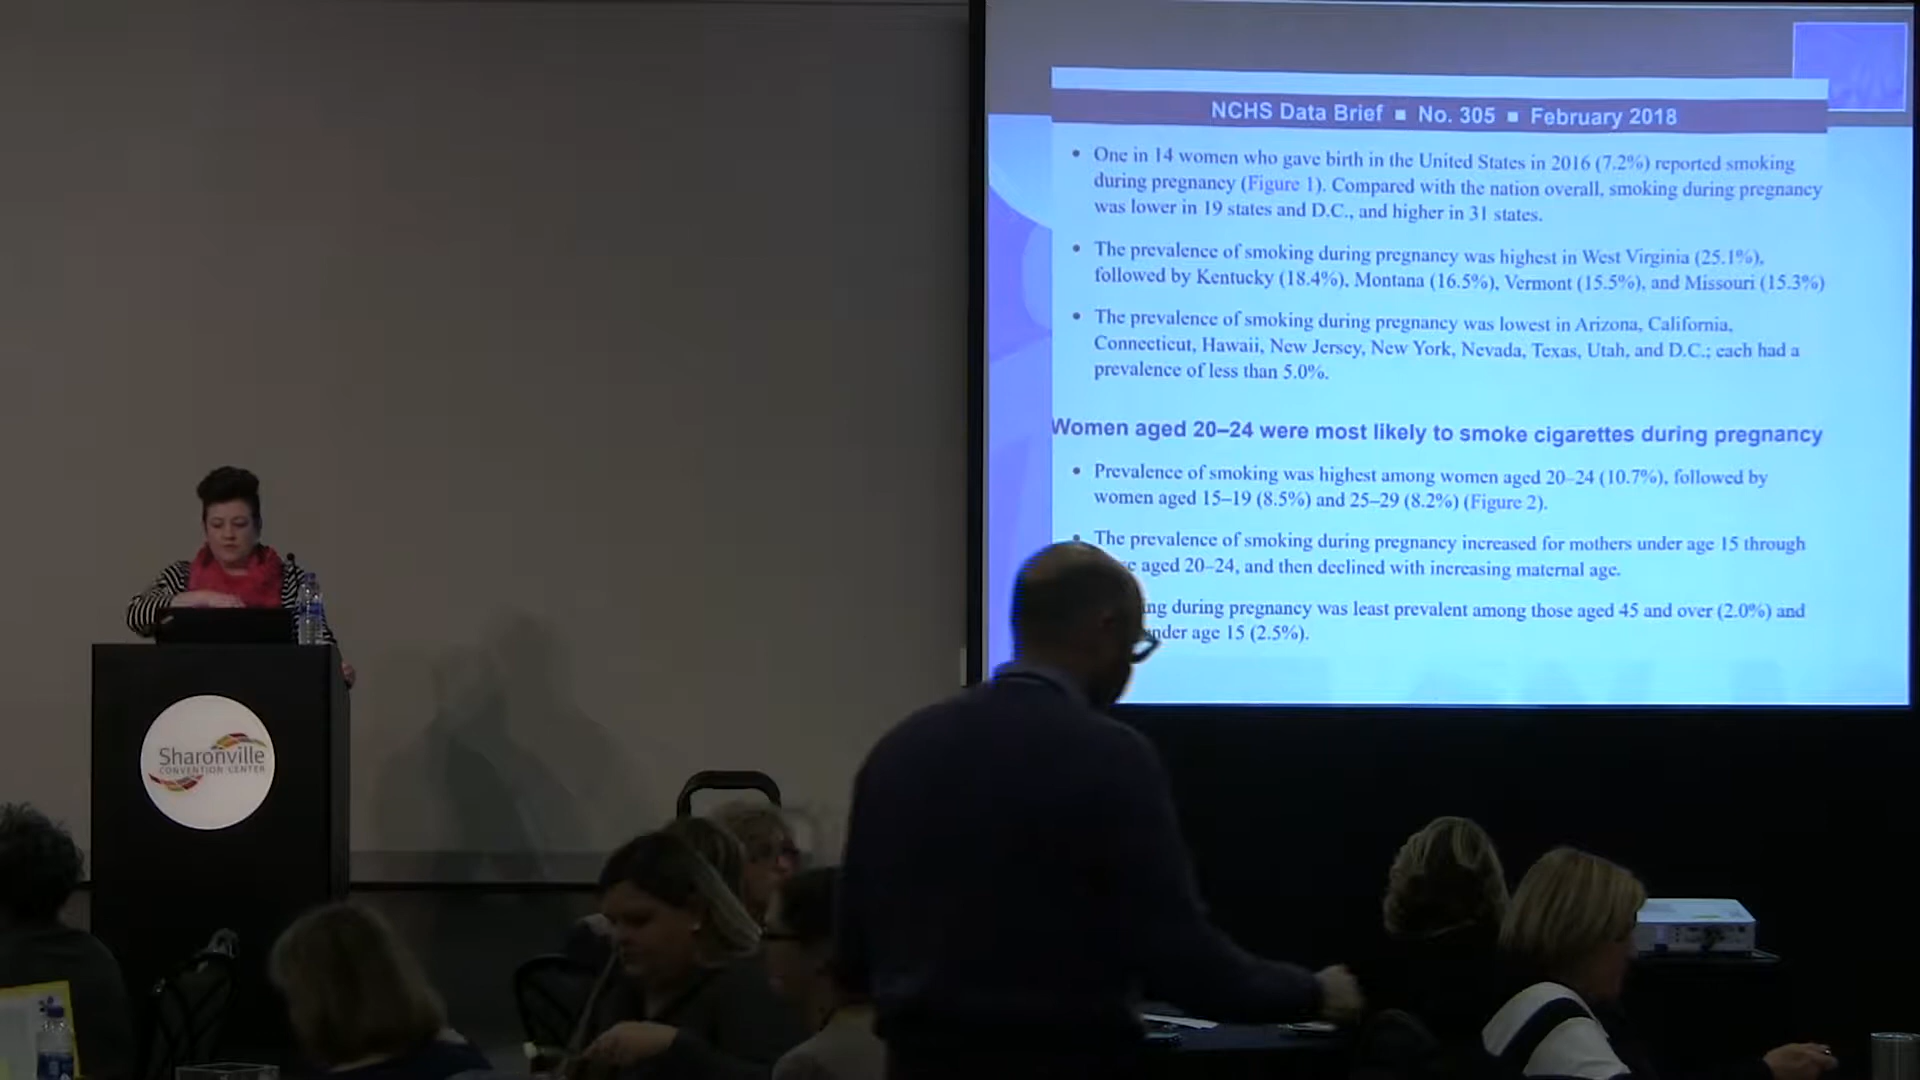 NCHS Data Brief ■ No. 305 ■ February 2018
• One in 14 women who gave birth in the United States in 2016 (7.2%) reported smoking
during pregnancy (Figure 1). Compared with the nation overall, smoking during pregnancy
was lower in 19 states and D.C., and higher in 31 states.
• The prevalence of smoking during pregnancy was highest in West Virginia (25.1%),
followed by Kentucky (18.4%), Montana (16.5%), Vermont (15.5%), and Missouri (15.3%)
• The prevalence of smoking during pregnancy was lowest in Arizona, California,
Connecticut, Hawaii, New Jersey, New York, Nevada, Texas, Utah, and D.C.; each had a
prevalence of less than 5.0%.
Women aged 20–24 were most likely to smoke cigarettes during pregnancy
• Prevalence of smoking was highest among women aged 20–24 (10.7%), followed by
women aged 15–19 (8.5%) and 25–29 (8.2%) (Figure 2).
• The prevalence of smoking during pregnancy increased for mothers under age 15 through
aged 20–24, and then declined with increasing maternal age.
during pregnancy was least prevalent among those aged 45 and over (2.0%) and
age 15 (2.5%).
Sharonville
CONVENTION CENTER